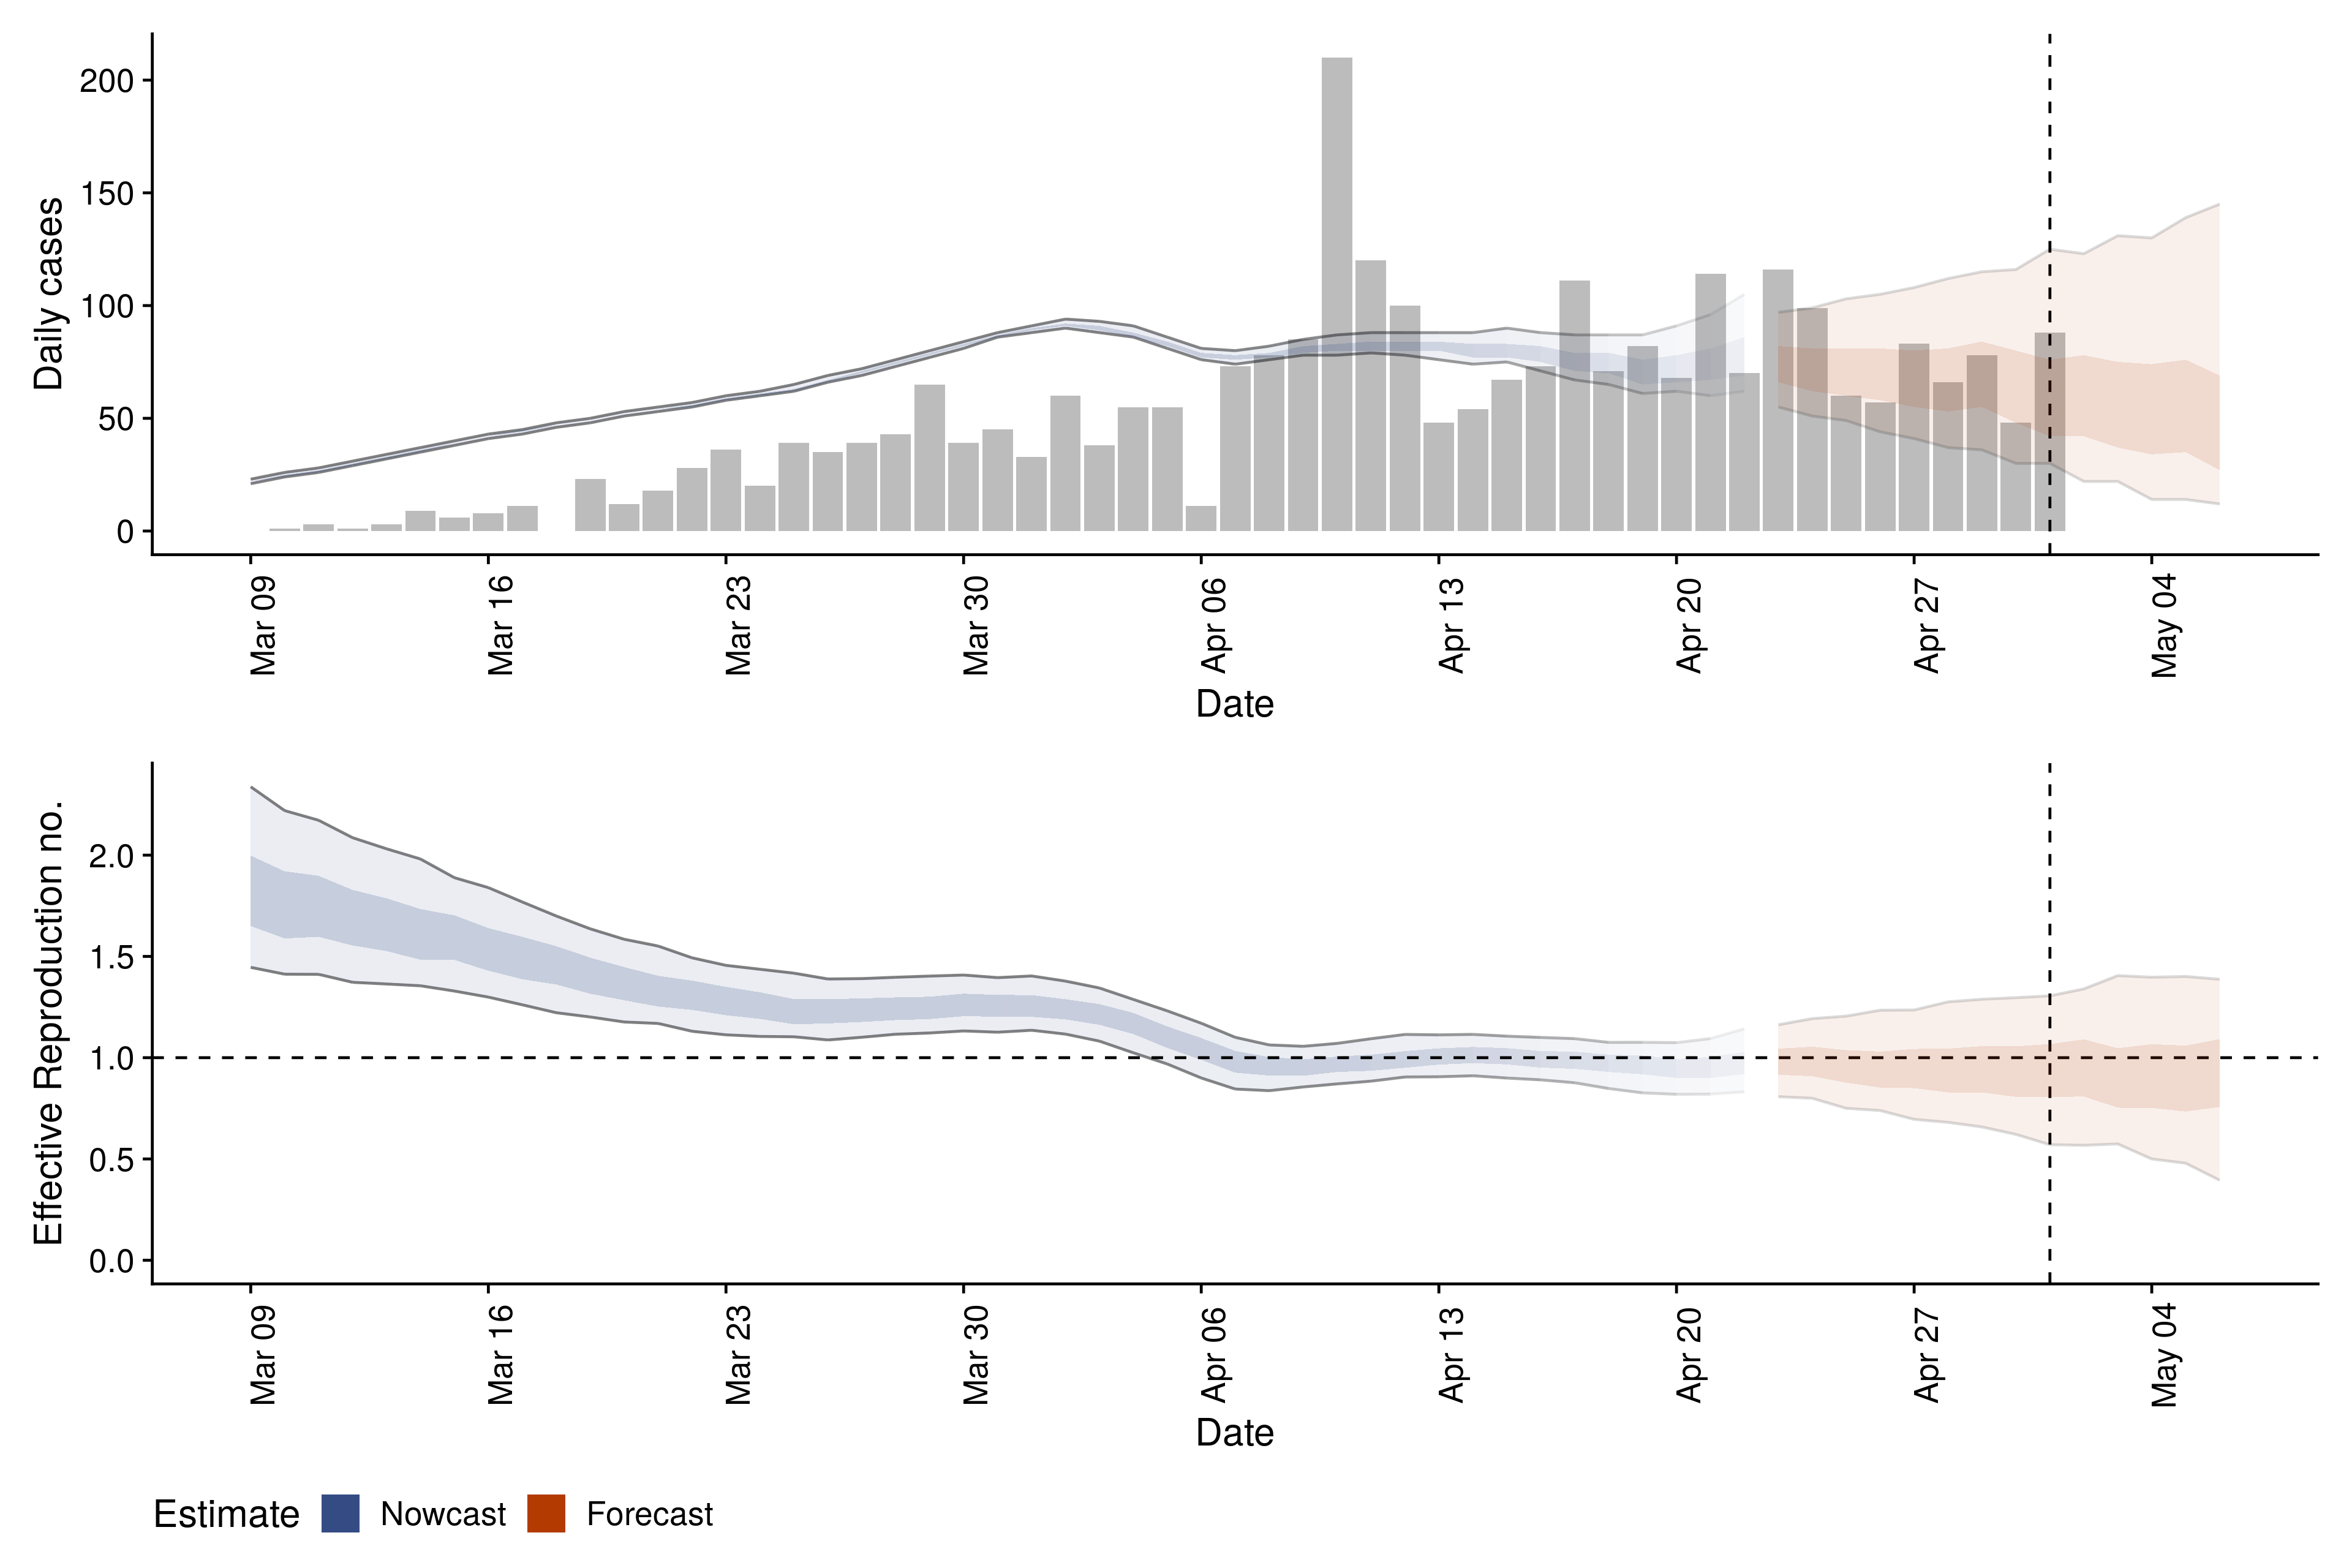 Daily cases
200
150
100
50
0
Mar 09
Mar 16
Mar 23
Mar 30
Apr 06
Apr 13
Apr 20
Apr 27
May 04
Date
Effective Reproduction no.
2.0
1.5
1.0
0.5
0.0
Mar 09
Mar 16
Mar 23
Mar 30
Apr 06
Apr 13
Apr 20
Apr 27
May 04
Date
Estimate Nowcast Forecast